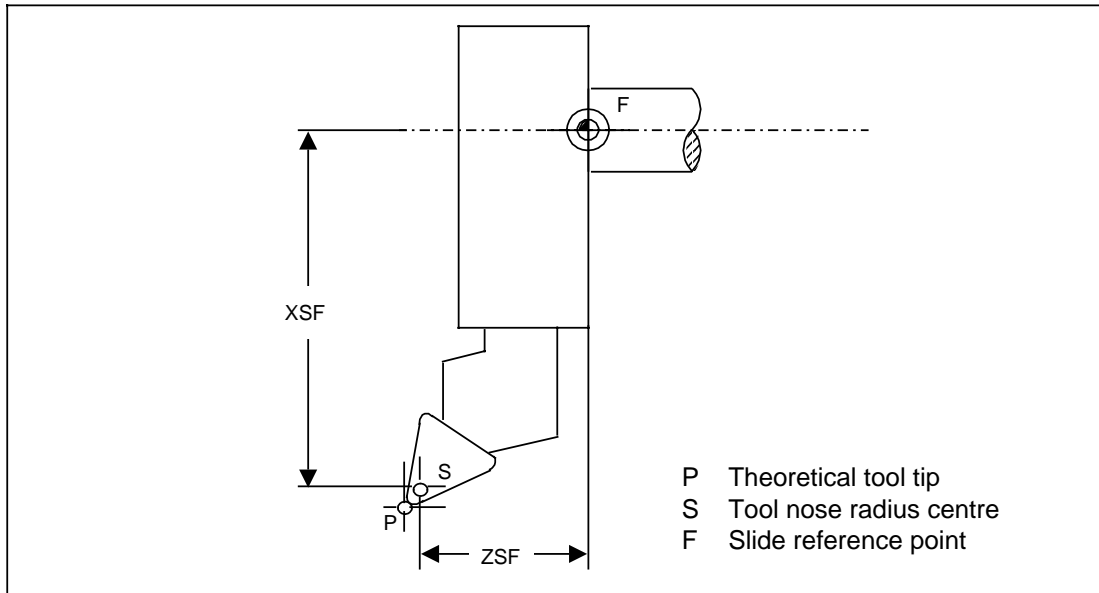 F
XSF
S
P
ZSF
P Theoretical tool tip
S Tool nose radius centre
F Slide reference point